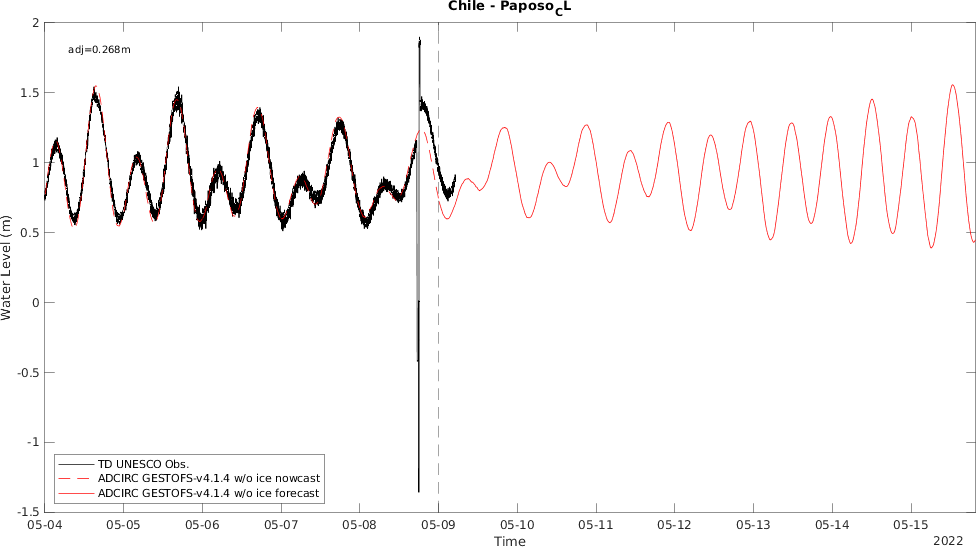 Chile - Paposo_CL
adj=0.268m
2
1.5
1
0.5
0
-0.5
-1
-1.5
Water Level (m)
TD UNESCO Obs.
ADCIRC GESTOFS-v4.1.4 w/o ice nowcast
ADCIRC GESTOFS-v4.1.4 w/o ice forecast
05-04 05-05 05-06 05-07 05-08 05-09 05-10 05-11 05-12 05-13 05-14 05-15
Time
2022